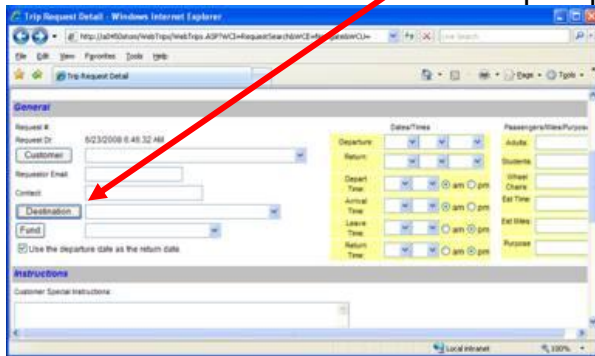 Trip Request Detail - Windows Internet Explorer
Live Search
File Edit View Favorites Tools Help
Trip Request Detail
Page Tools
General
Request #:
Request Dt: 6/23/2008 6:46:32 AM
Customer
Requestor Email:
Contact:
Destination
Fund
Use the departure date as the return date
Dates/Times
Departure:
Return:
Depart Time: am pm
Arrival Time: am pm
Leave Time: am pm
Return Time: am pm
Passengers/Miles/Purpose
Adults:
Students:
Wheel Chairs:
Est Time:
Est Miles:
Purpose
Instructions
Customer Special Instructions:
Local intranet
100%